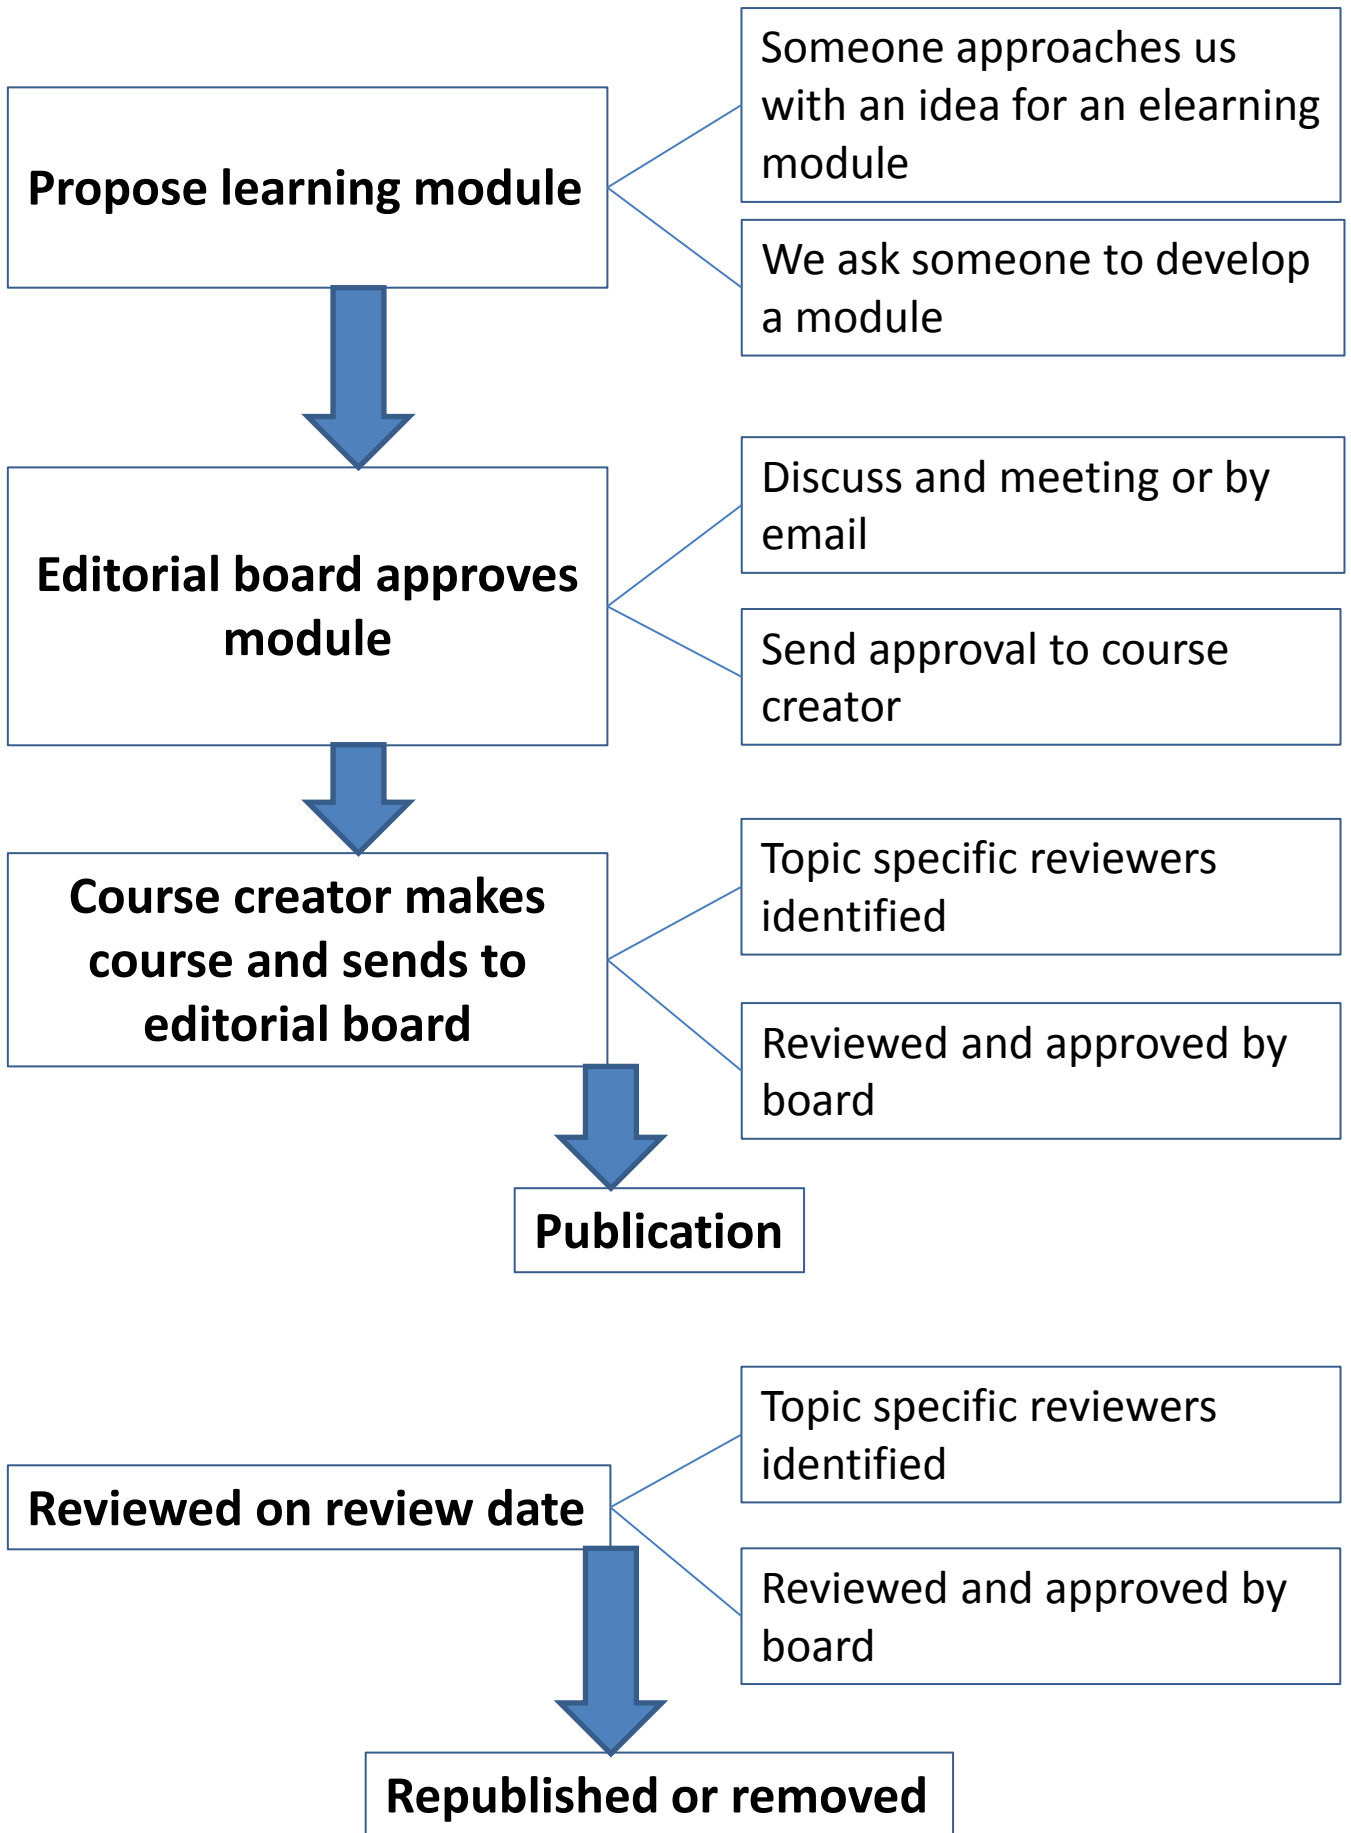 Someone approaches us
with an idea for an elearning
module
Propose learning module
We ask someone to develop
a module
Discuss and meeting or by
email
Editorial board approves
module
Send approval to course
creator
Topic specific reviewers
identified
Course creator makes
course and sends to
editorial board
Reviewed and approved by
board
Publication
Topic specific reviewers
identified
Reviewed on review date
Reviewed and approved by
board
Republished or removed